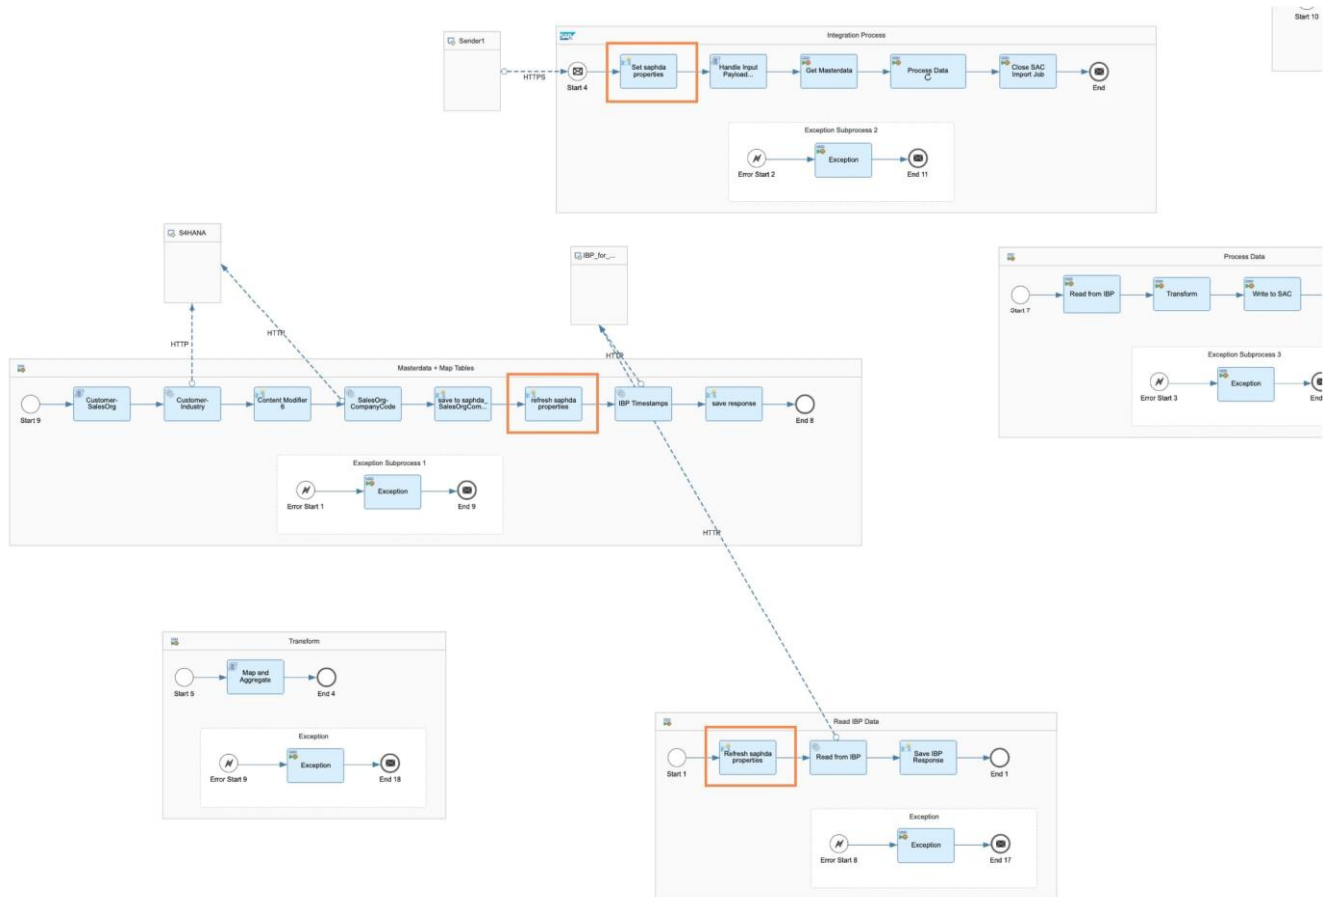 Start 10
Sender1
Integration Process
HTTPS
Start 4
Set saphda
properties
Handle Input
Payload...
Get Masterdata
Process Data
Close SAC
Import Job
End
Exception Subprocess 2
Error Start 2
Exception
End 11
S4HANA
IBP_for_...
HTTP
HTTP
HTTP
Process Data
Start 7
Read from IBP
Transform
Write to SAC
Exception Subprocess 3
Error Start 3
Exception
End
Masterdata + Map Tables
Start 9
Customer-
SalesOrg
Customer-
Industry
Content Modifier
6
SalesOrg-
CompanyCode
save to saphda_
SalesOrgCom...
refresh saphda
properties
IBP Timestamps
save response
End 8
Exception Subprocess 1
Error Start 1
Exception
End 9
HTTP
Transform
Start 5
Map and
Aggregate
End 4
Exception
Error Start 9
Exception
End 18
Read IBP Data
Start 1
Refresh saphda
properties
Read from IBP
Save IBP
Response
End 1
Exception
Error Start 8
Exception
End 17